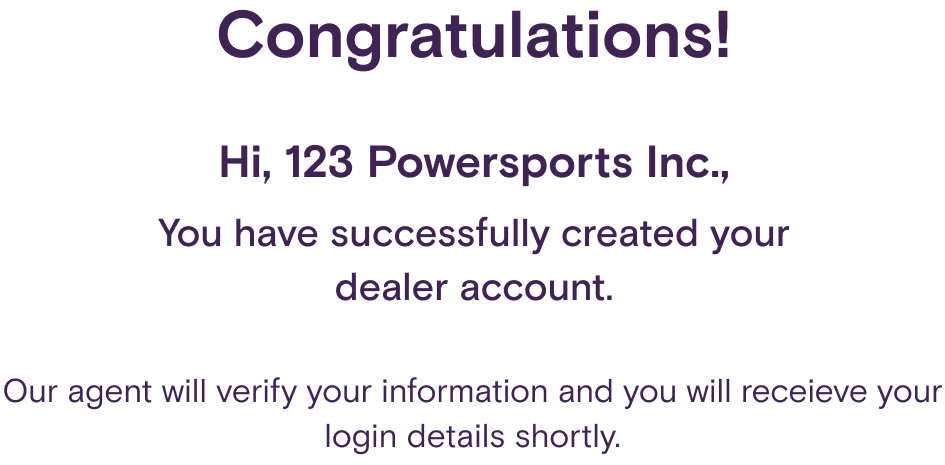 Congratulations!
Hi, 123 Powersports Inc.,
You have successfully created your
dealer account.
Our agent will verify your information and you will receieve your
login details shortly.